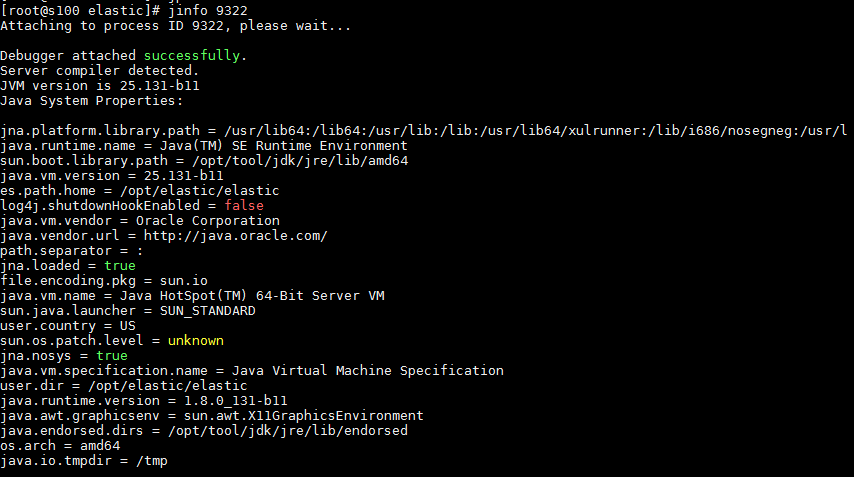 [root@s100 elastic]# jinfo 9322
Attaching to process ID 9322, please wait...
Debugger attached successfully.
Server compiler detected.
JVM version is 25.131-b11
Java System Properties:
jna.platform.library.path = /usr/lib64:/lib64:/usr/lib:/lib:/usr/lib64/xulrunner:/lib/i686/nosegneg:/usr/l
java.runtime.name = Java(TM) SE Runtime Environment
sun.boot.library.path = /opt/tool/jdk/jre/lib/amd64
java.vm.version = 25.131-b11
es.path.home = /opt/elastic/elastic
log4j.shutdownHookEnabled = false
java.vm.vendor = Oracle Corporation
java.vendor.url = http://java.oracle.com/
path.separator = :
jna.loaded = true
file.encoding.pkg = sun.io
java.vm.name = Java HotSpot(TM) 64-Bit Server VM
sun.java.launcher = SUN_STANDARD
user.country = US
sun.os.patch.level = unknown
jna.nosys = true
java.vm.specification.name = Java Virtual Machine Specification
user.dir = /opt/elastic/elastic
java.runtime.version = 1.8.0_131-b11
java.awt.graphicsenv = sun.awt.X11GraphicsEnvironment
java.endorsed.dirs = /opt/tool/jdk/jre/lib/endorsed
os.arch = amd64
java.io.tmpdir = /tmp